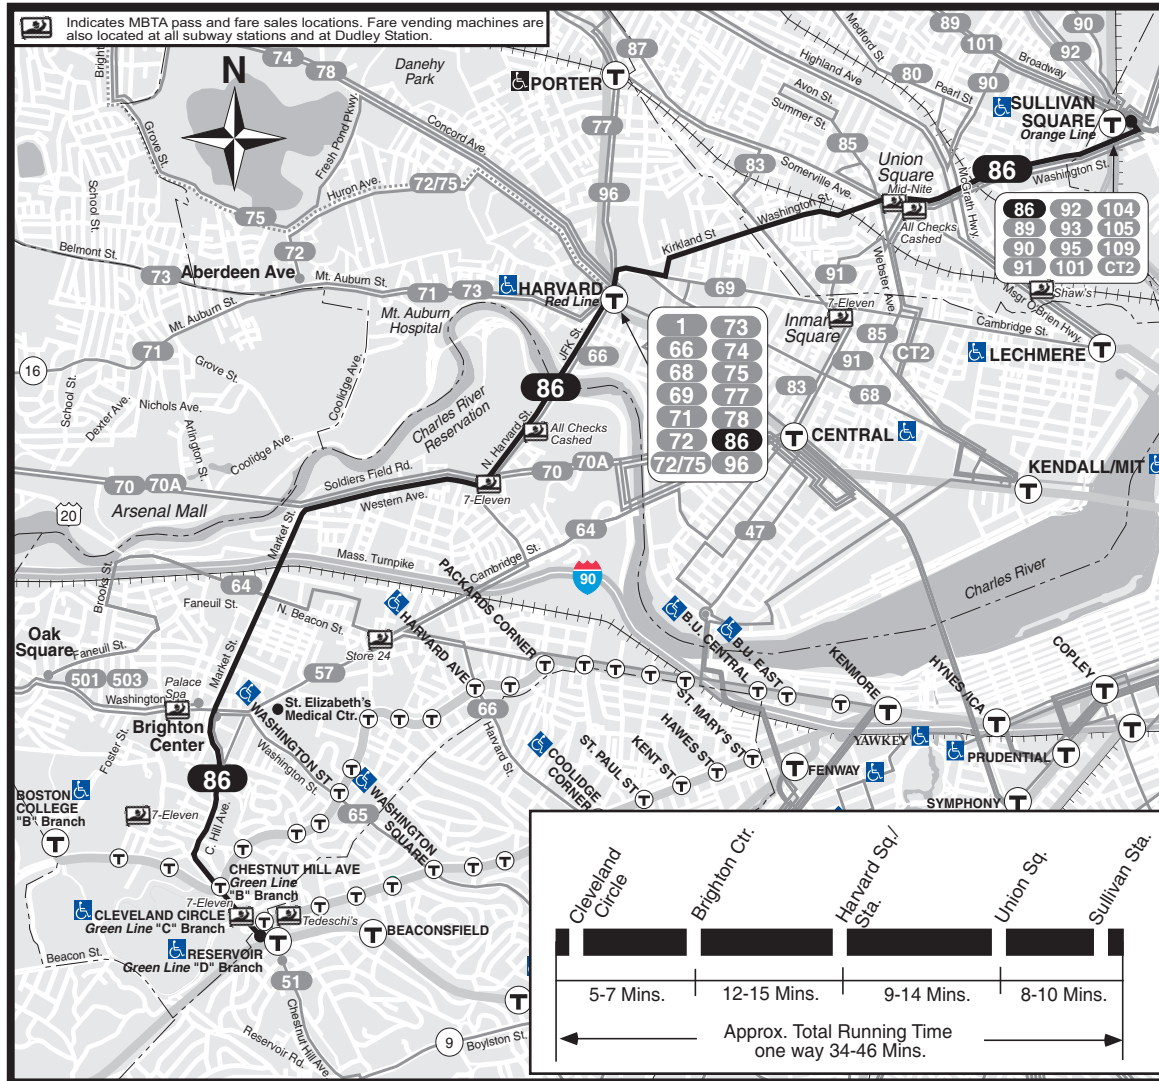 Indicates MBTA pass and fare sales locations. Fare vending machines are
also located at all subway stations and at Dudley Station.
N
Danehy
Park
PORTER
T
87
89
101
90
92
Medford St.
Broadway
Highland Ave
80
90
Pearl St
Avon St.
Summer St.
85
SULLIVAN
SQUARE
Orange Line
T
74
78
Bright
Grove St.
Fresh Pond Pkwy.
Concord Ave.
77
83
Somerville Ave.
Union
Square
Mid-Nite
86
Washington St.
McGrath Hwy.
72/75
Huron Ave.
96
Washington St.
All Checks
Cashed
86 92 104
89 93 105
90 95 109
91 101 CT2
School St.
75
72
Kirkland St
Webster Ave.
Belmont St.
73
Aberdeen Ave
Mt. Auburn St.
71
73
HARVARD
Red Line
T
69
91
Msgr O'Brien Hwy.
Shaw's
Mt. Auburn St.
Mt. Auburn
Hospital
7-Eleven
Inman
Square
85
Cambridge St.
LECHMERE
T
16
71
JFK St.
66
1 73
66 74
68 75
69 77
71 78
72 86
72/75 96
91
CT2
83
68
School St.
Dexter Ave.
Grove St.
Nichols Ave.
Arlington St.
Coolidge Ave.
Coolidge Ave.
Charles River
Reservation
86
N. Harvard St.
All Checks
Cashed
T
CENTRAL
KENDALL/MIT
T
70
70A
Arsenal Mall
Soldiers Field Rd.
Western Ave.
7-Eleven
70
70A
20
Market St.
64
47
Mass. Turnpike
Cambridge St.
90
Charles River
Brooks St.
64
Faneuil St.
N. Beacon St.
PACKARDS CORNER
HARVARD AVE
B.U. CENTRAL
B.U. EAST
KENMORE
HYNES/ICA
COPLEY
Oak
Square
Faneuil St.
Market St.
Store 24
57
501
503
Washington
Palace
Spa
Brighton
Center
St. Elizabeth's
Medical Ctr.
WASHINGTON ST
66
Harvard St.
ST. MARY'S ST.
HAWES ST.
KENT ST
ST. PAUL ST
COOLIDGE
CORNER
YAWKEY
FENWAY
PRUDENTIAL
SYMPHONY
Foster St.
86
Washington St.
65
WASHINGTON
SQUARE
BOSTON
COLLEGE
"B" Branch
T
7-Eleven
C. Hill Ave.
CHESTNUT HILL AVE
Green Line
"B" Branch
7-Eleven
CLEVELAND CIRCLE
Green Line "C" Branch
Tedeschi's
BEACONSFIELD
RESERVOIR
Green Line "D" Branch
Beacon St.
51
Chestnut Hill Ave.
Reservoir Rd.
9
Boylston St.
Cleveland
Circle
Brighton Ctr.
Harvard Sq./
Sta.
Union Sq.
Sullivan Sta.
5-7 Mins.
12-15 Mins.
9-14 Mins.
8-10 Mins.
Approx. Total Running Time
one way 34-46 Mins.